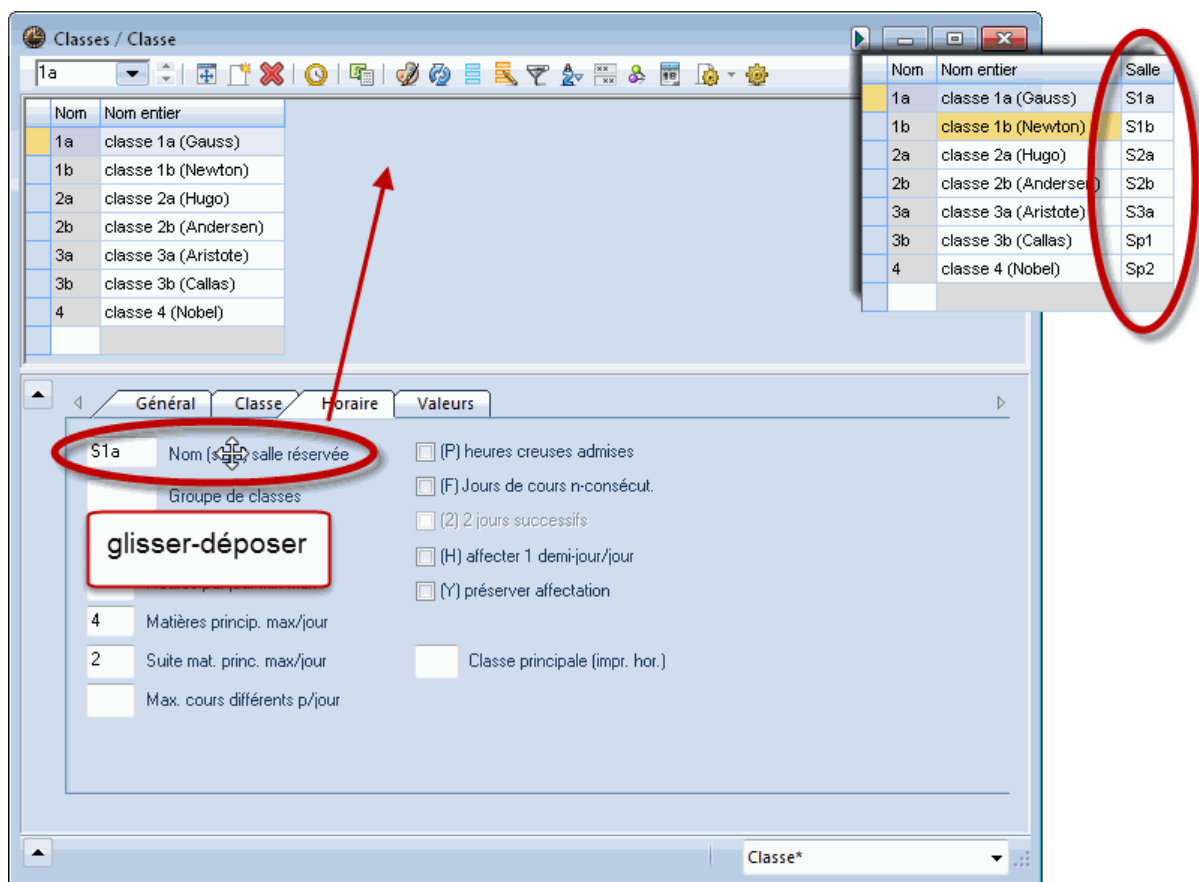 Classes / Classe
1a
Nom Nom entier
1a classe 1a (Gauss)
1b classe 1b (Newton)
2a classe 2a (Hugo)
2b classe 2b (Andersen)
3a classe 3a (Aristote)
3b classe 3b (Callas)
4 classe 4 (Nobel)
Nom Nom entier Salle
1a classe 1a (Gauss) S1a
1b classe 1b (Newton) S1b
2a classe 2a (Hugo) S2a
2b classe 2b (Andersen) S2b
3a classe 3a (Aristote) S3a
3b classe 3b (Callas) Sp1
4 classe 4 (Nobel) Sp2
Général Classe Horaire Valeurs
S1a Nom salle réservée
Groupe de classes
glisser-déposer
4 Matières princip. max/jour
2 Suite mat. princ. max/jour
Max. cours différents p/jour
(P) heures creuses admises
(F) Jours de cours n-consécut.
(2) 2 jours successifs
(H) affecter 1 demi-jour/jour
(Y) préserver affectation
Classe principale (impr. hor.)
Classe*